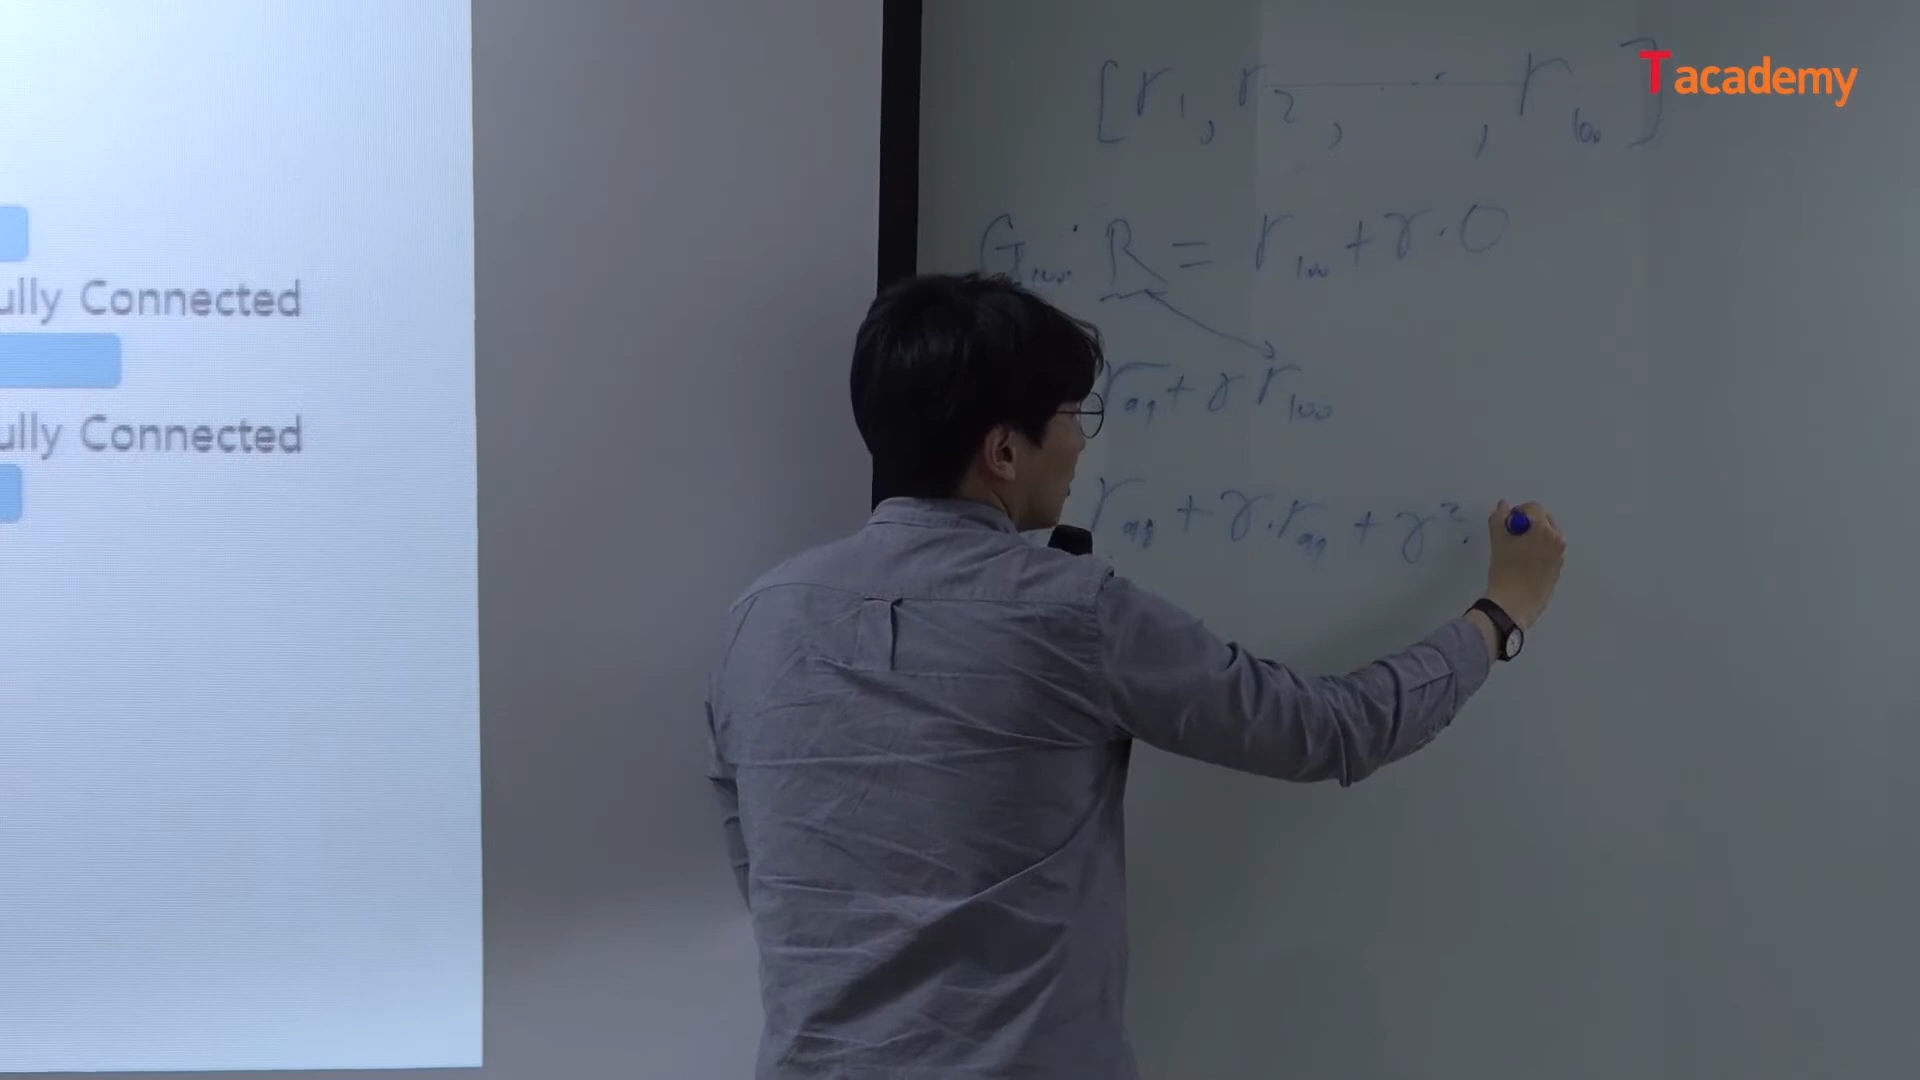 Tacademy
[r₁, r₂, ⋯ , r₁₀₀]
G₁₀₀ : R = r₁₀₀ + γ · 0
r₉₉ + γ r₁₀₀
r₉₈ + γ · r₉₉ + γ² ·
ully Connected
ully Connected